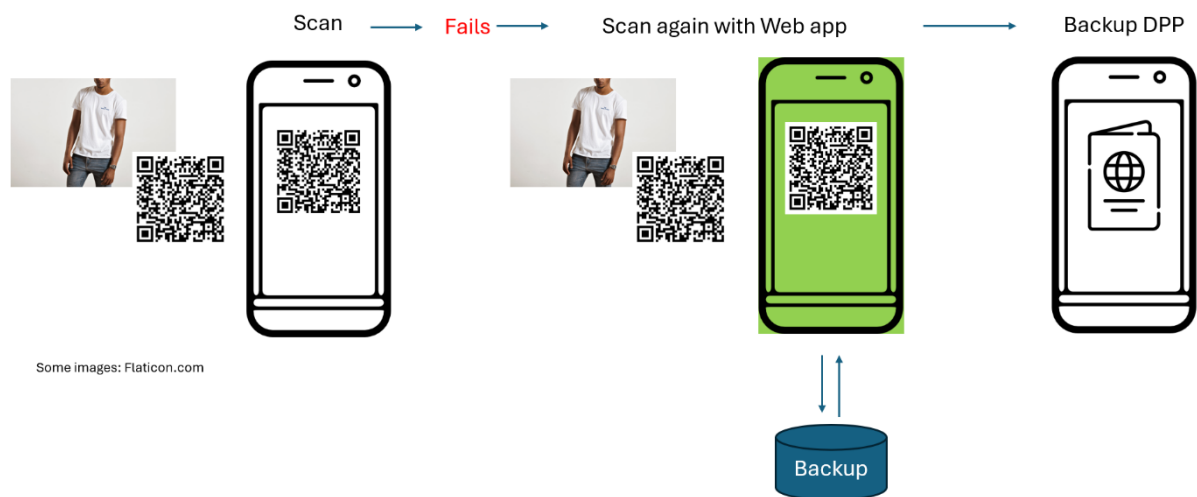 Scan
Fails
Scan again with Web app
Backup DPP
Some images: Flaticon.com
Backup